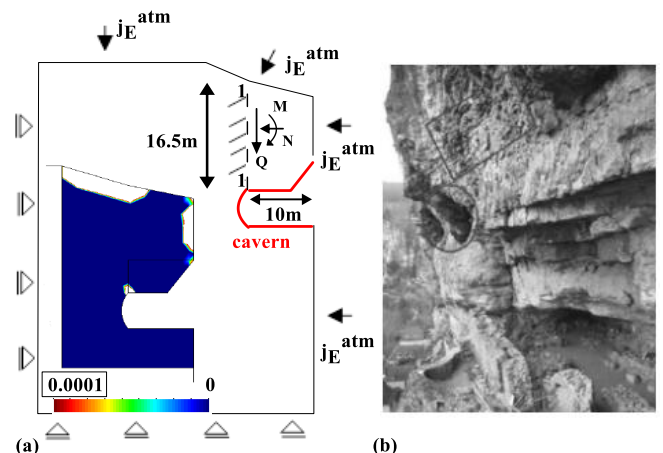 j_E^atm
j_E^atm
1
M
16.5m
N
Q
j_E^atm
1
10m
cavern
j_E^atm
0.0001 0
(a) (b)